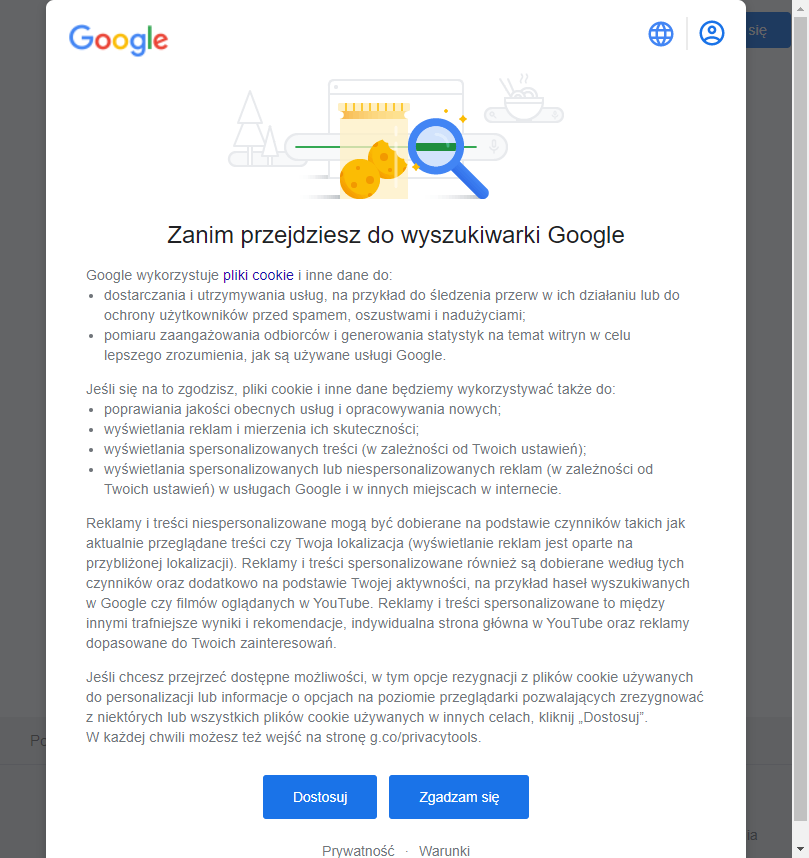 Google
się
Zanim przejdziesz do wyszukiwarki Google
Google wykorzystuje pliki cookie i inne dane do:
• dostarczania i utrzymywania usług, na przykład do śledzenia przerw w ich działaniu lub do
ochrony użytkowników przed spamem, oszustwami i nadużyciami;
• pomiaru zaangażowania odbiorców i generowania statystyk na temat witryn w celu
lepszego zrozumienia, jak są używane usługi Google.
Jeśli się na to zgodzisz, pliki cookie i inne dane będziemy wykorzystywać także do:
• poprawiania jakości obecnych usług i opracowywania nowych;
• wyświetlania reklam i mierzenia ich skuteczności;
• wyświetlania spersonalizowanych treści (w zależności od Twoich ustawień);
• wyświetlania spersonalizowanych lub niespersonalizowanych reklam (w zależności od
Twoich ustawień) w usługach Google i w innych miejscach w internecie.
Reklamy i treści niespersonalizowane mogą być dobierane na podstawie czynników takich jak
aktualnie przeglądane treści czy Twoja lokalizacja (wyświetlanie reklam jest oparte na
przybliżonej lokalizacji). Reklamy i treści spersonalizowane również są dobierane według tych
czynników oraz dodatkowo na podstawie Twojej aktywności, na przykład haseł wyszukiwanych
w Google czy filmów oglądanych w YouTube. Reklamy i treści spersonalizowane to między
innymi trafniejsze wyniki i rekomendacje, indywidualna strona główna w YouTube oraz reklamy
dopasowane do Twoich zainteresowań.
Jeśli chcesz przejrzeć dostępne możliwości, w tym opcje rezygnacji z plików cookie używanych
do personalizacji lub informacje o opcjach na poziomie przeglądarki pozwalających zrezygnować
z niektórych lub wszystkich plików cookie używanych w innych celach, kliknij „Dostosuj”.
W każdej chwili możesz też wejść na stronę g.co/privacytools.
Dostosuj Zgadzam się
Prywatność · Warunki